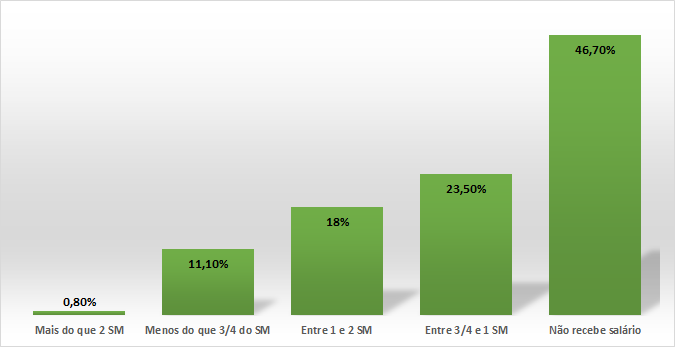 46,70%
23,50%
18%
11,10%
0,80%
Mais do que 2 SM
Menos do que 3/4 do SM
Entre 1 e 2 SM
Entre 3/4 e 1 SM
Não recebe salário